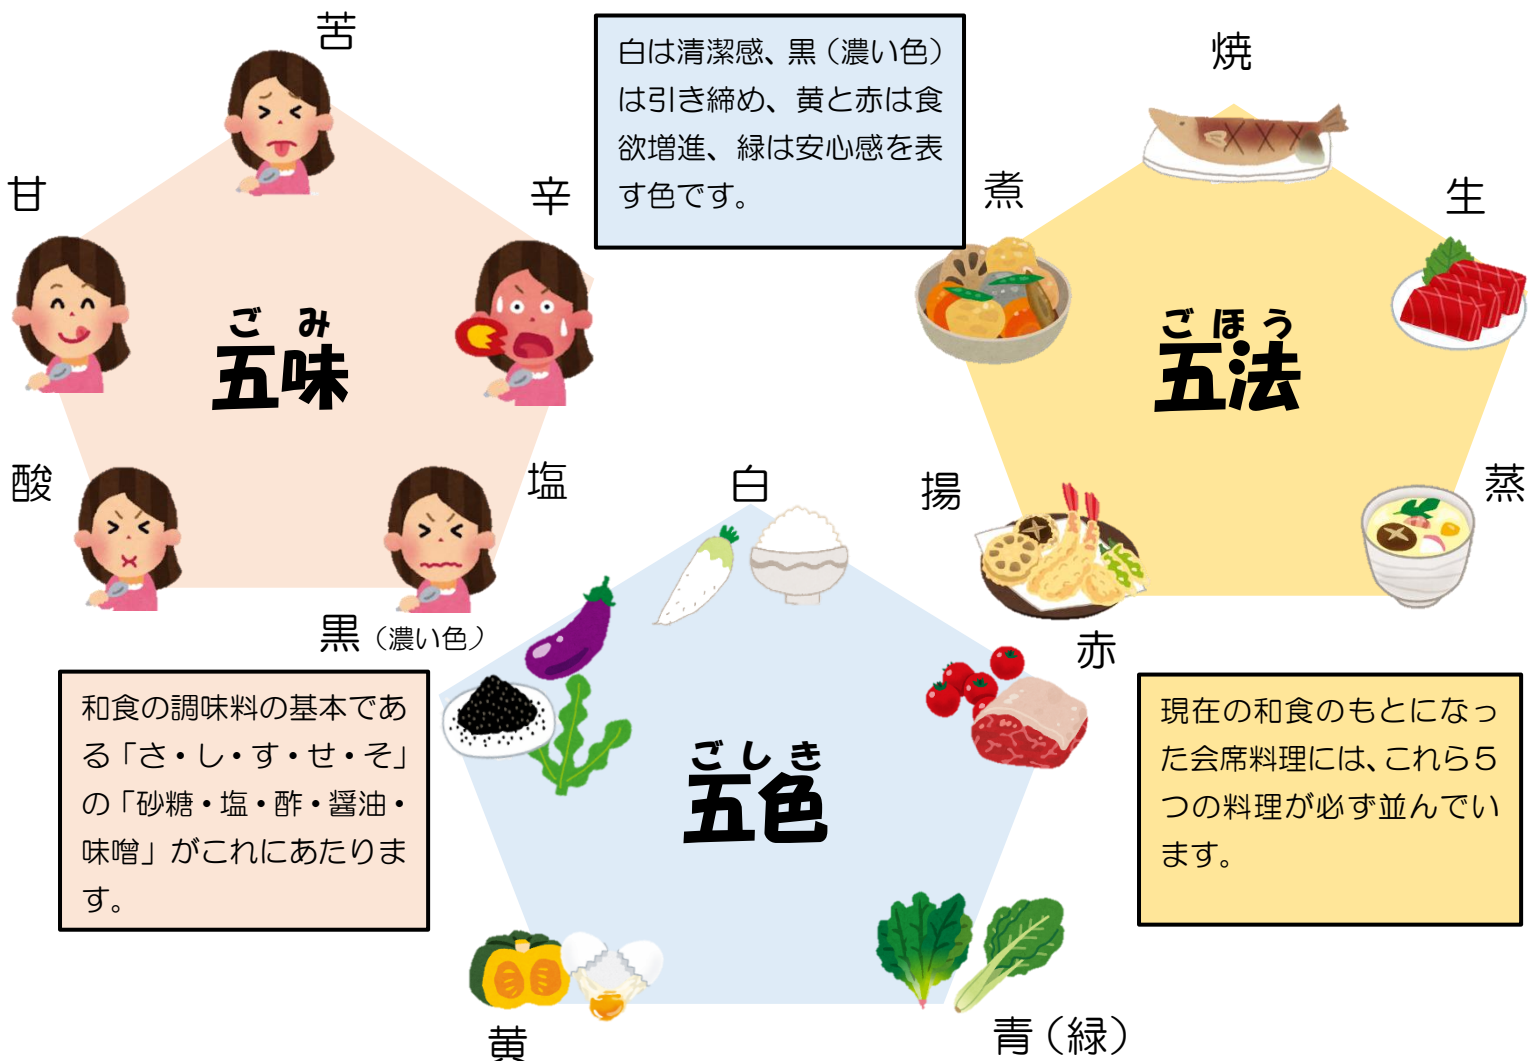 苦
甘
辛
ごみ
五味
酸
塩
白は清潔感、黒（濃い色）
は引き締め、黄と赤は食
欲増進、緑は安心感を表
す色です。
焼
煮
生
ごほう
五法
揚
蒸
白
黒（濃い色）
赤
ごしき
五色
黄
青（緑）
和食の調味料の基本であ
る「さ・し・す・せ・そ」
の「砂糖・塩・酢・醤油・
味噌」がこれにあたりま
す。
現在の和食のもとになっ
た会席料理には、これら５
つの料理が必ず並んでい
ます。